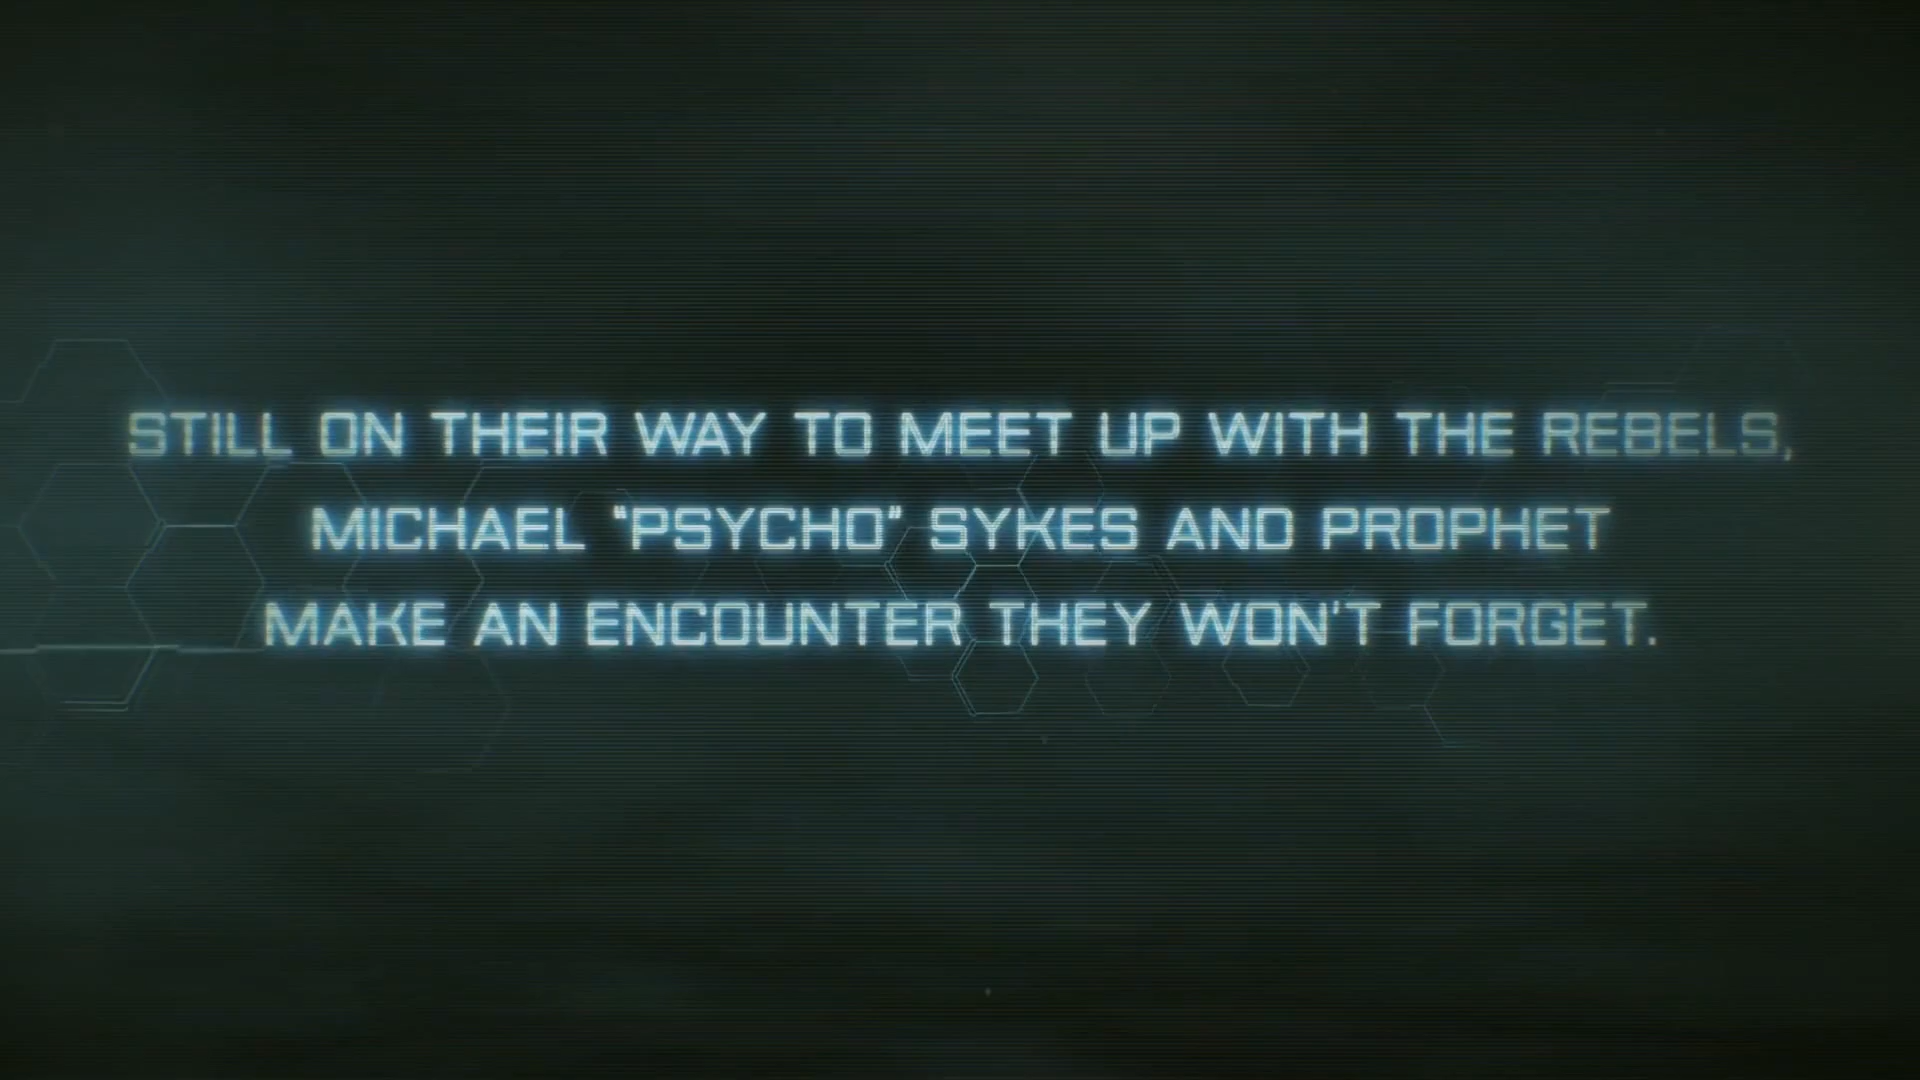 STILL ON THEIR WAY TO MEET UP WITH THE REBELS,
MICHAEL “PSYCHO” SYKES AND PROPHET
MAKE AN ENCOUNTER THEY WON'T FORGET.